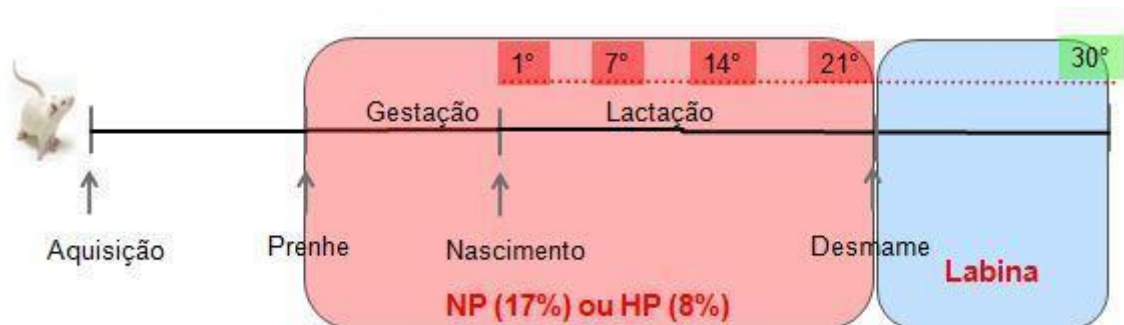 1° 7° 14° 21° 30°
Gestação Lactação
Aquisição Prenhe Nascimento Desmame
Labina
NP (17%) ou HP (8%)